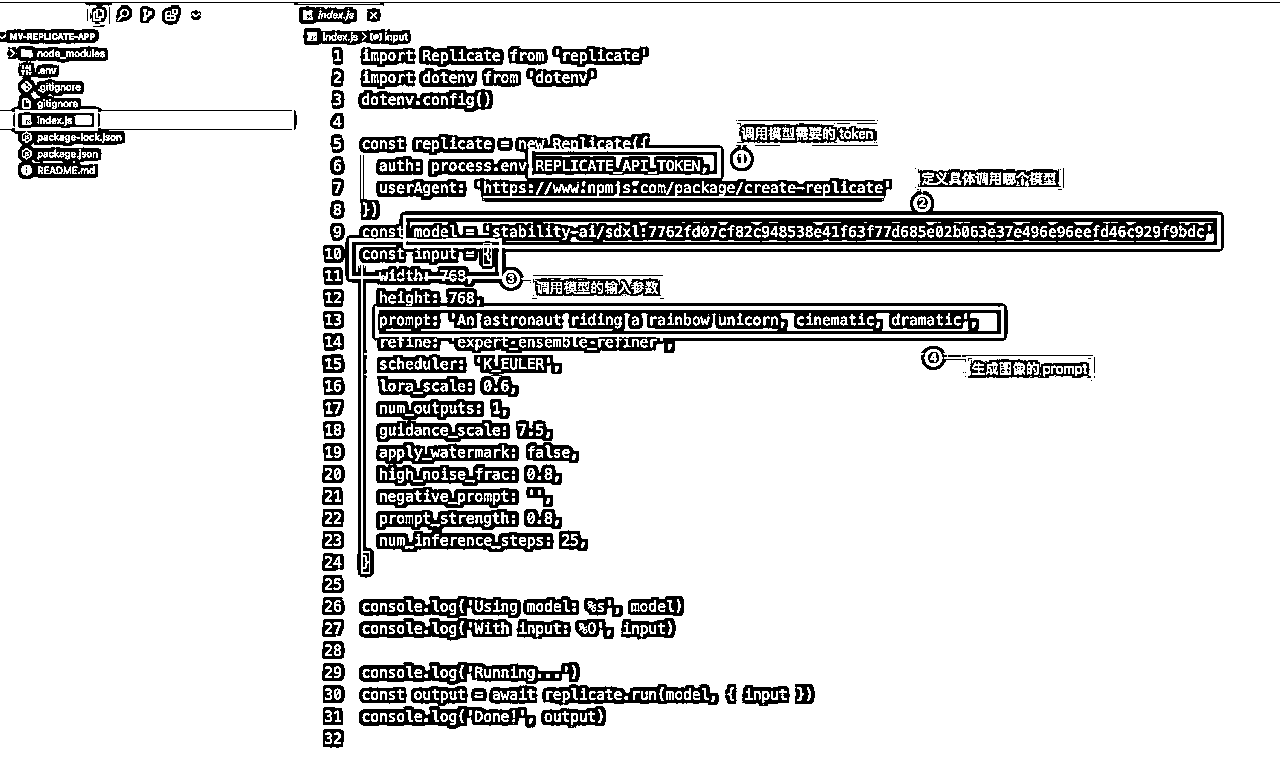 MY-REPLICATE-APP
node_modules
.env
.gitignore
gitignore
index.js
package-lock.json
package.json
README.md
index.js
index.js > input
1 import Replicate from 'replicate'
2 import dotenv from 'dotenv'
3 dotenv.config()
4
调用模型需要的 token
5 const replicate = new Replicate({
①
6 auth: process.env.REPLICATE_API_TOKEN,
7 userAgent: 'https://www.npmjs.com/package/create-replicate'
定义具体调用哪个模型
②
8 })
9 const model = 'stability-ai/sdxl:7762fd07cf82c948538e41f63f77d685e02b063e37e496e96eefd46c929f9bdc'
10 const input = {
11 width: 768,
③ 调用模型的输入参数
12 height: 768,
13 prompt: 'An astronaut riding a rainbow unicorn, cinematic, dramatic',
14 refine: 'expert_ensemble_refiner',
④ 生成图像的 prompt
15 scheduler: 'K_EULER',
16 lora_scale: 0.6,
17 num_outputs: 1,
18 guidance_scale: 7.5,
19 apply_watermark: false,
20 high_noise_frac: 0.8,
21 negative_prompt: '',
22 prompt_strength: 0.8,
23 num_inference_steps: 25,
24 }
25
26 console.log('Using model: %s', model)
27 console.log('With input: %O', input)
28
29 console.log('Running...')
30 const output = await replicate.run(model, { input })
31 console.log('Done!', output)
32